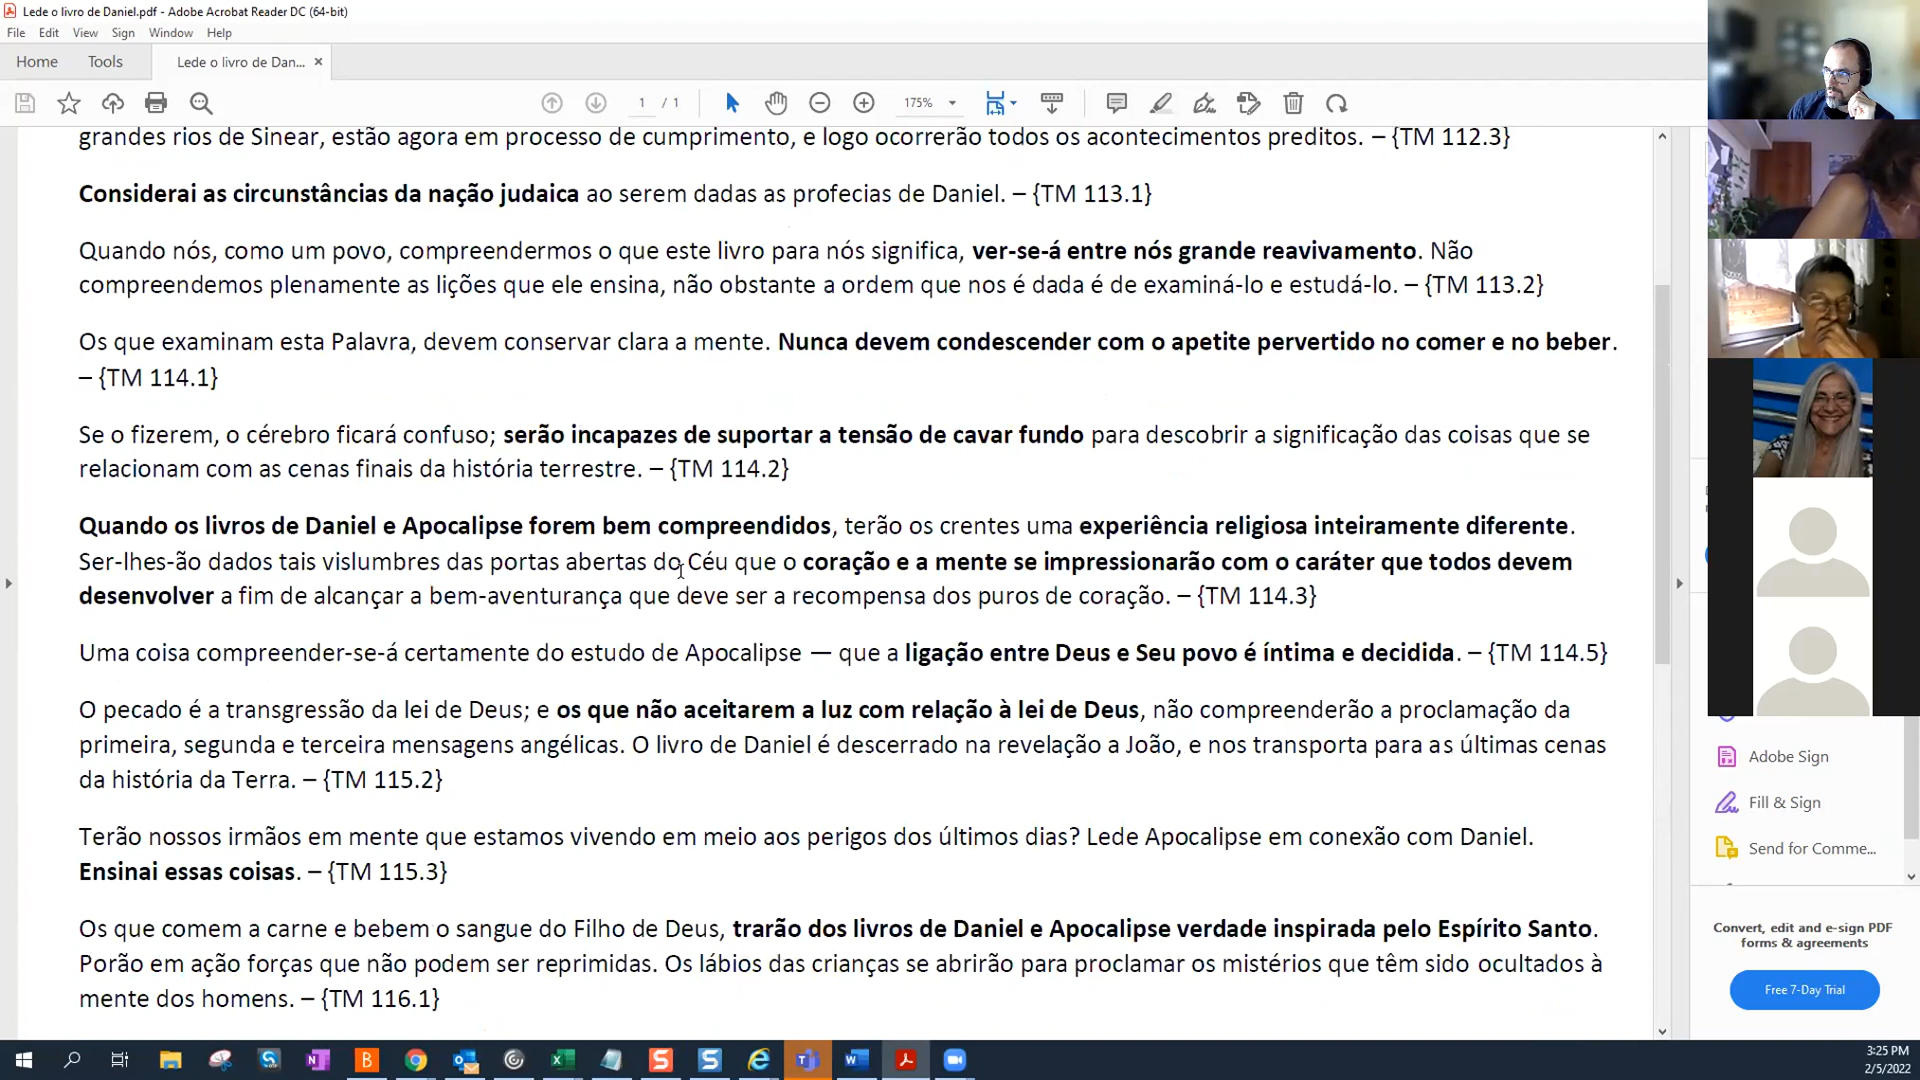 Lede o livro de Daniel.pdf - Adobe Acrobat Reader DC (64-bit)
File Edit View Sign Window Help
Home Tools Lede o livro de Dan... ×
1 / 1 175%
grandes rios de Sinear, estão agora em processo de cumprimento, e logo ocorrerão todos os acontecimentos preditos. – {TM 112.3}
Considerai as circunstâncias da nação judaica ao serem dadas as profecias de Daniel. – {TM 113.1}
Quando nós, como um povo, compreendermos o que este livro para nós significa, ver-se-á entre nós grande reavivamento. Não
compreendemos plenamente as lições que ele ensina, não obstante a ordem que nos é dada é de examiná-lo e estudá-lo. – {TM 113.2}
Os que examinam esta Palavra, devem conservar clara a mente. Nunca devem condescender com o apetite pervertido no comer e no beber.
– {TM 114.1}
Se o fizerem, o cérebro ficará confuso; serão incapazes de suportar a tensão de cavar fundo para descobrir a significação das coisas que se
relacionam com as cenas finais da história terrestre. – {TM 114.2}
Quando os livros de Daniel e Apocalipse forem bem compreendidos, terão os crentes uma experiência religiosa inteiramente diferente.
Ser-lhes-ão dados tais vislumbres das portas abertas do Céu que o coração e a mente se impressionarão com o caráter que todos devem
desenvolver a fim de alcançar a bem-aventurança que deve ser a recompensa dos puros de coração. – {TM 114.3}
Uma coisa compreender-se-á certamente do estudo de Apocalipse — que a ligação entre Deus e Seu povo é íntima e decidida. – {TM 114.5}
O pecado é a transgressão da lei de Deus; e os que não aceitarem a luz com relação à lei de Deus, não compreenderão a proclamação da
primeira, segunda e terceira mensagens angélicas. O livro de Daniel é descerrado na revelação a João, e nos transporta para as últimas cenas
da história da Terra. – {TM 115.2}
Terão nossos irmãos em mente que estamos vivendo em meio aos perigos dos últimos dias? Lede Apocalipse em conexão com Daniel.
Ensinai essas coisas. – {TM 115.3}
Os que comem a carne e bebem o sangue do Filho de Deus, trarão dos livros de Daniel e Apocalipse verdade inspirada pelo Espírito Santo.
Porão em ação forças que não podem ser reprimidas. Os lábios das crianças se abrirão para proclamar os mistérios que têm sido ocultados à
mente dos homens. – {TM 116.1}
Adobe Sign
Fill & Sign
Send for Comme...
Convert, edit and e-sign PDF
forms & agreements
Free 7-Day Trial
3:25 PM
2/5/2022